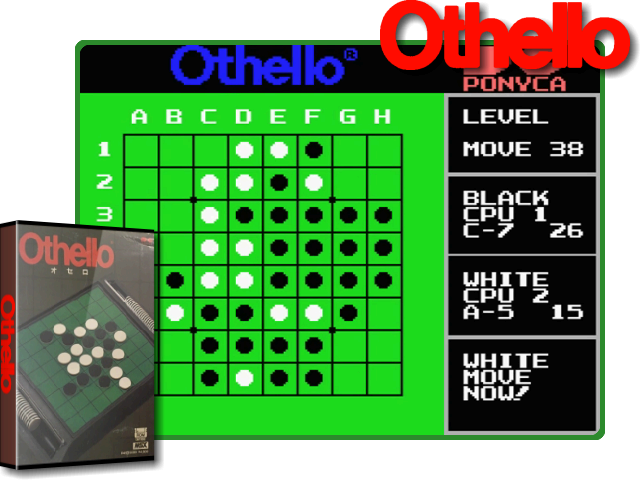 Othello
Othello®
PONYCA
A B C D E F G H
1
2
3
LEVEL
MOVE 38
BLACK
CPU 1
C-7 26
WHITE
CPU 2
A-5 15
WHITE
MOVE
NOW!
Othello
オセロ
Othello
MSX